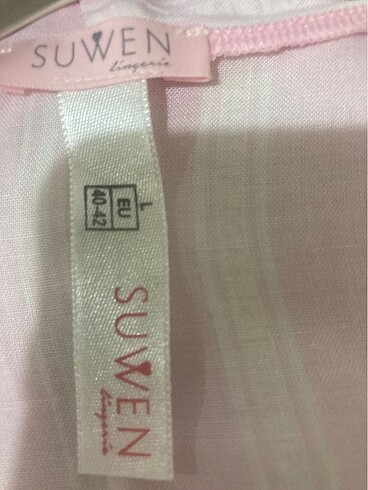 SUWEN
lingerie
L
EU
40-42
SUWEN
lingerie